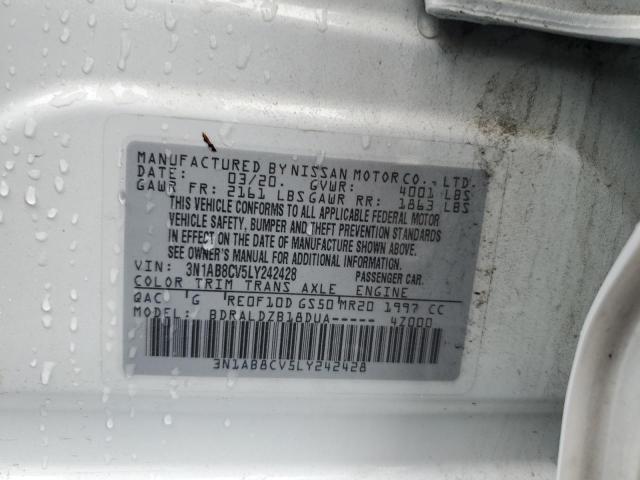 MANUFACTURED BY NISSAN MOTOR CO., LTD.
DATE: 03/20. GVWR: 4001 LBS
GAWR FR: 2161 LBS GAWR RR: 1863 LBS
THIS VEHICLE CONFORMS TO ALL APPLICABLE FEDERAL MOTOR
VEHICLE SAFETY, BUMPER AND THEFT PREVENTION STANDARDS
IN EFFECT ON THE DATE OF MANUFACTURE SHOWN ABOVE.
SEE OWNER'S MANUAL FOR ADDITIONAL INFORMATION
VIN: 3N1AB8CV5LY242428 PASSENGER CAR.
COLOR TRIM TRANS AXLE ENGINE
QAC G RE0F10D GS50 MR20 1997 CC
MODEL: BDRALDZB18DUA----- 4Z000
3N1AB8CV5LY242428